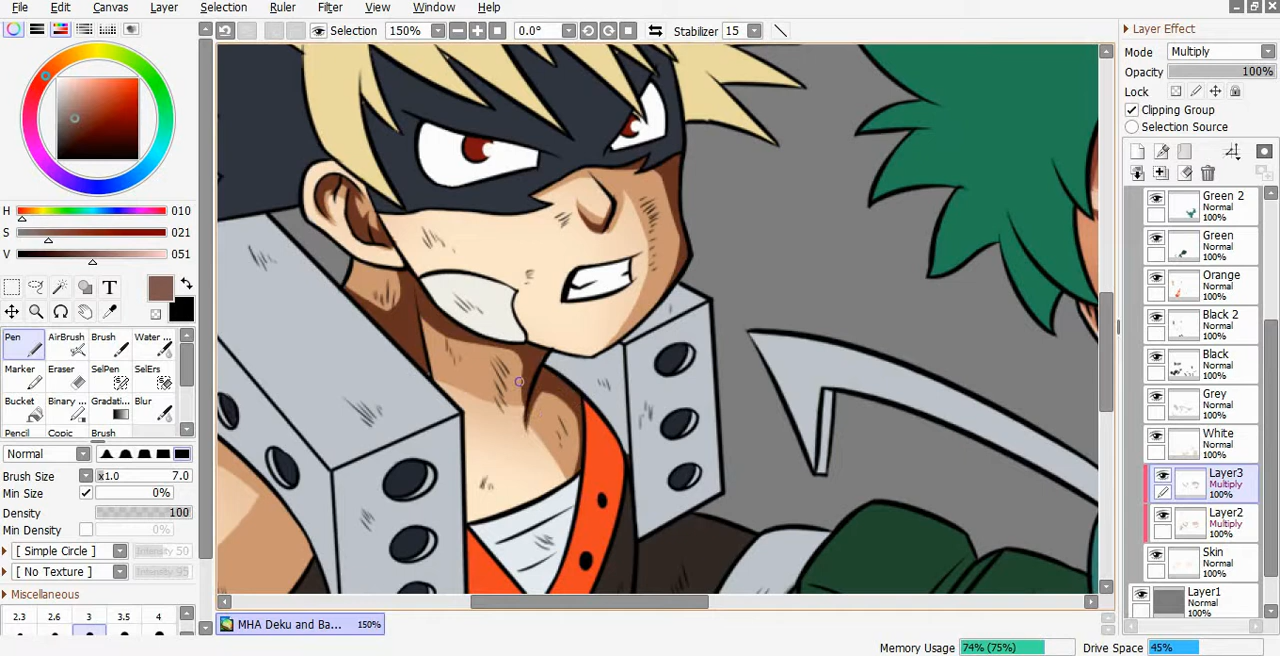 File Edit Canvas Layer Selection Ruler Filter View Window Help
Selection 150% 0.0° Stabilizer 15
H 010
S 021
V 051
T
Pen AirBrush Brush Water
Marker Eraser SelPen SelErs
Bucket Binary Gradati Blur
Pencil Copic Brush
Normal
Brush Size x1.0 7.0
Min Size 0%
Density 100
Min Density 0%
[ Simple Circle ] Intensity 50
[ No Texture ] Intensity 95
Miscellaneous
2.3 2.6 3 3.5 4
MHA Deku and Ba... 150%
Layer Effect
Mode Multiply
Opacity 100%
Lock
Clipping Group
Selection Source
Green 2
Normal
100%
Green
Normal
100%
Orange
Normal
100%
Black 2
Normal
100%
Black
Normal
100%
Grey
Normal
100%
White
Normal
100%
Layer3
Multiply
100%
Layer2
Multiply
100%
Skin
Normal
100%
Layer1
Normal
100%
Memory Usage 74% (75%) Drive Space 45%